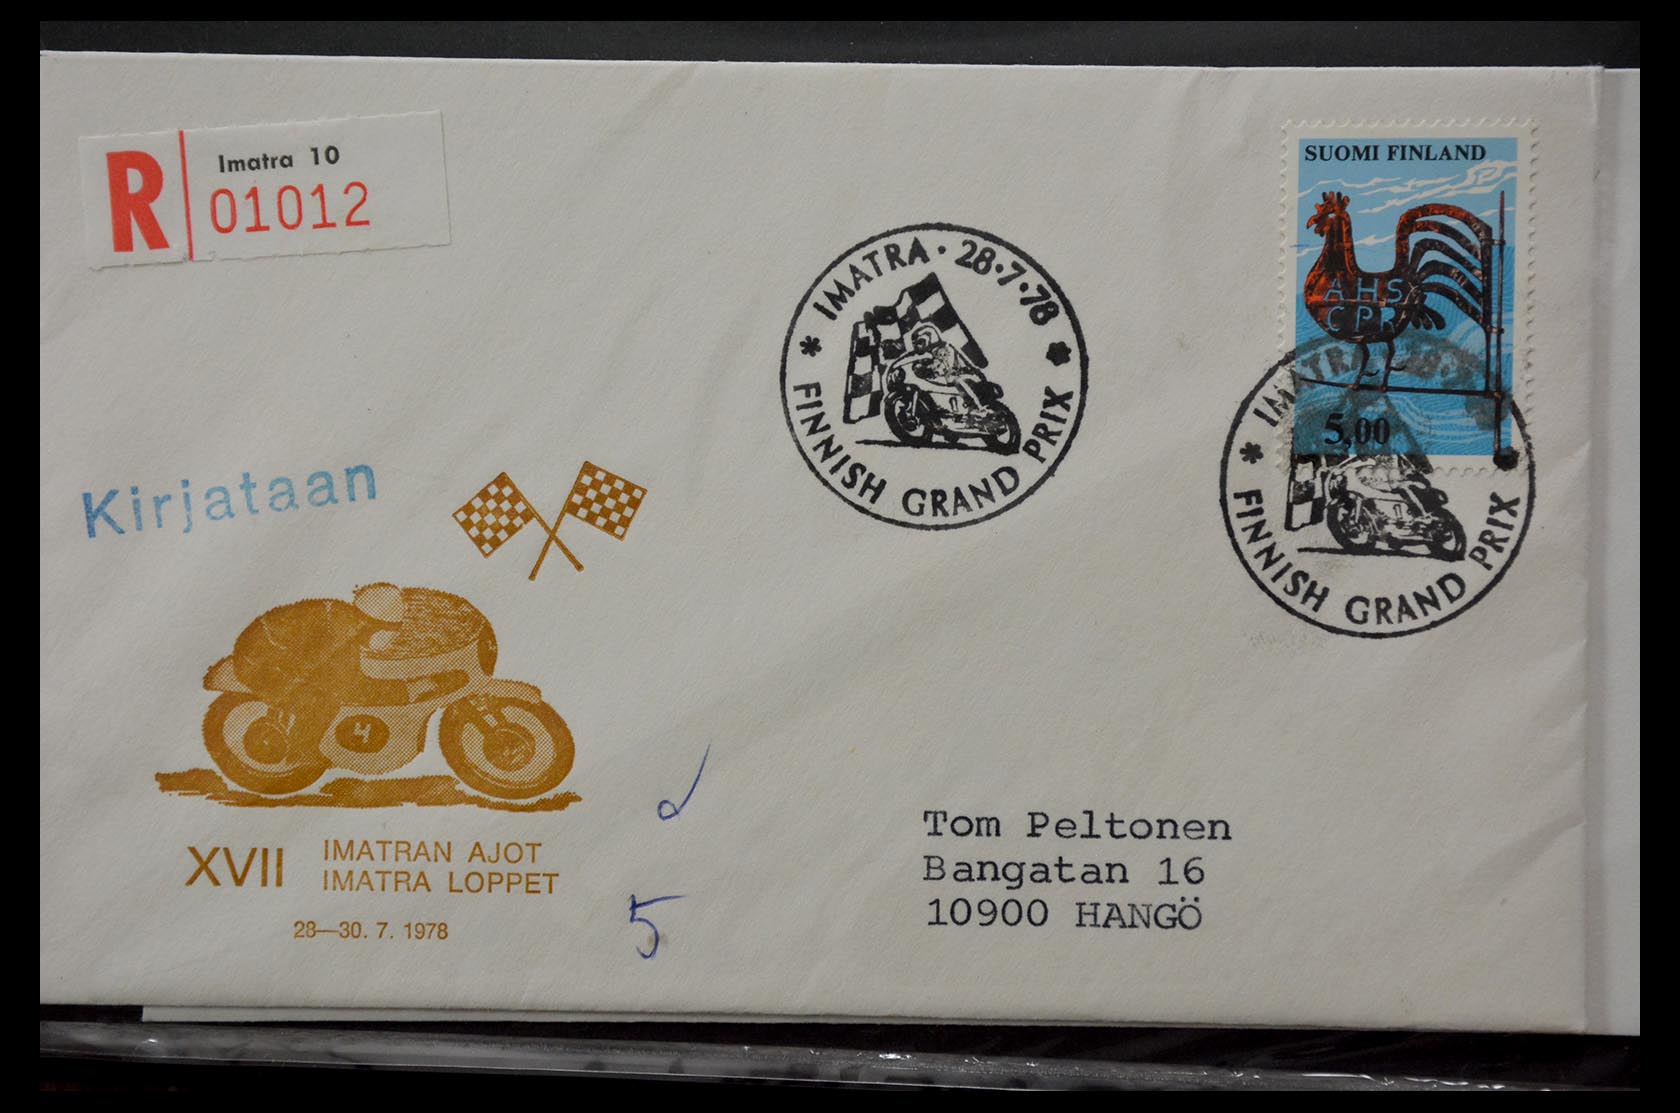 R
Imatra 10
01012
IMATRA · 28·7·78
FINNISH GRAND PRIX
SUOMI FINLAND
AHS
CPR
5,00
FINNISH GRAND PRIX
Kirjataan
4
XVII IMATRAN AJOT
IMATRA LOPPET
28—30. 7. 1978
5
Tom Peltonen
Bangatan 16
10900 HANGÖ